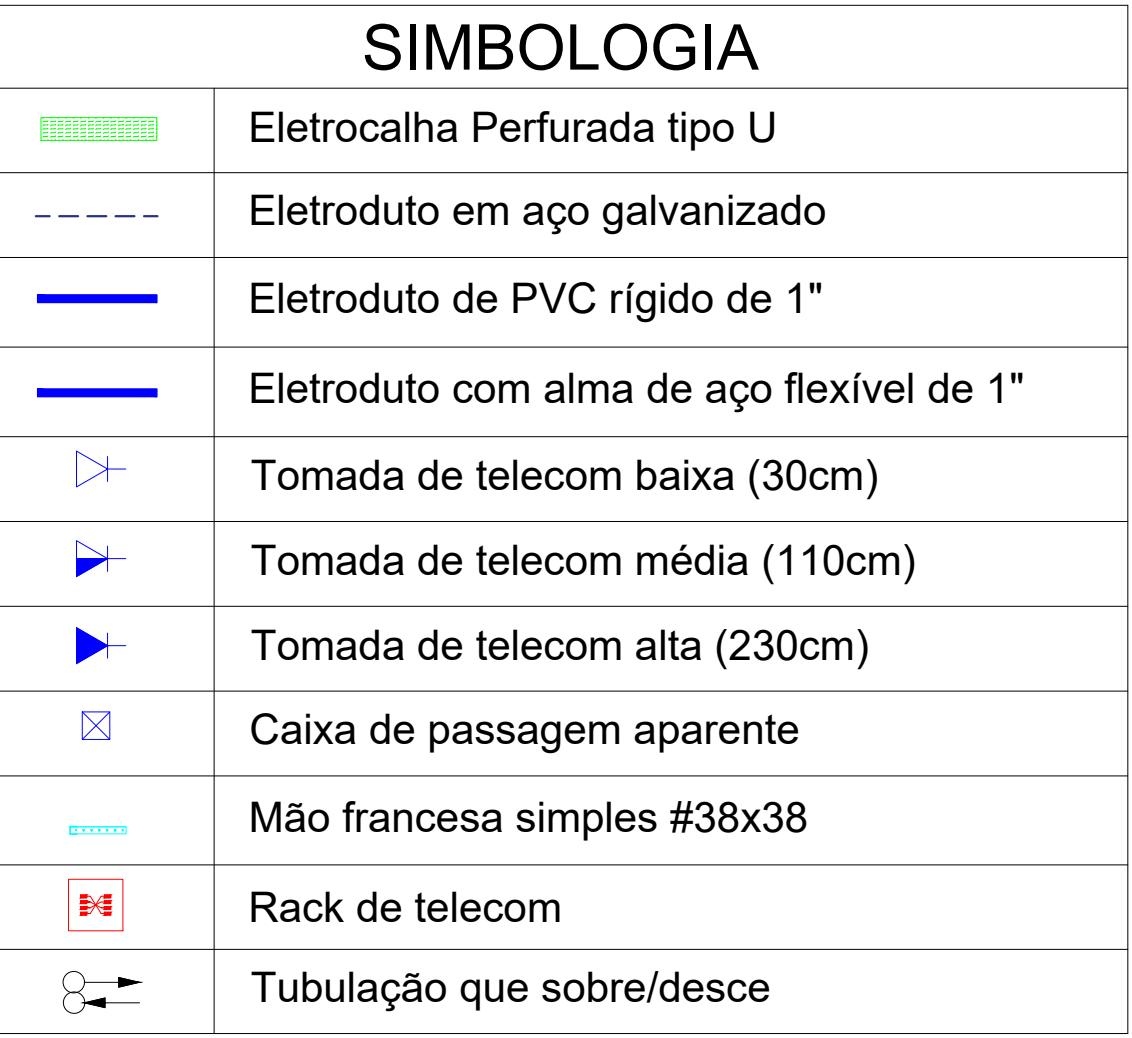 SIMBOLOGIA
Eletrocalha Perfurada tipo U
Eletroduto em aço galvanizado
Eletroduto de PVC rígido de 1"
Eletroduto com alma de aço flexível de 1"
Tomada de telecom baixa (30cm)
Tomada de telecom média (110cm)
Tomada de telecom alta (230cm)
Caixa de passagem aparente
Mão francesa simples #38x38
Rack de telecom
Tubulação que sobre/desce